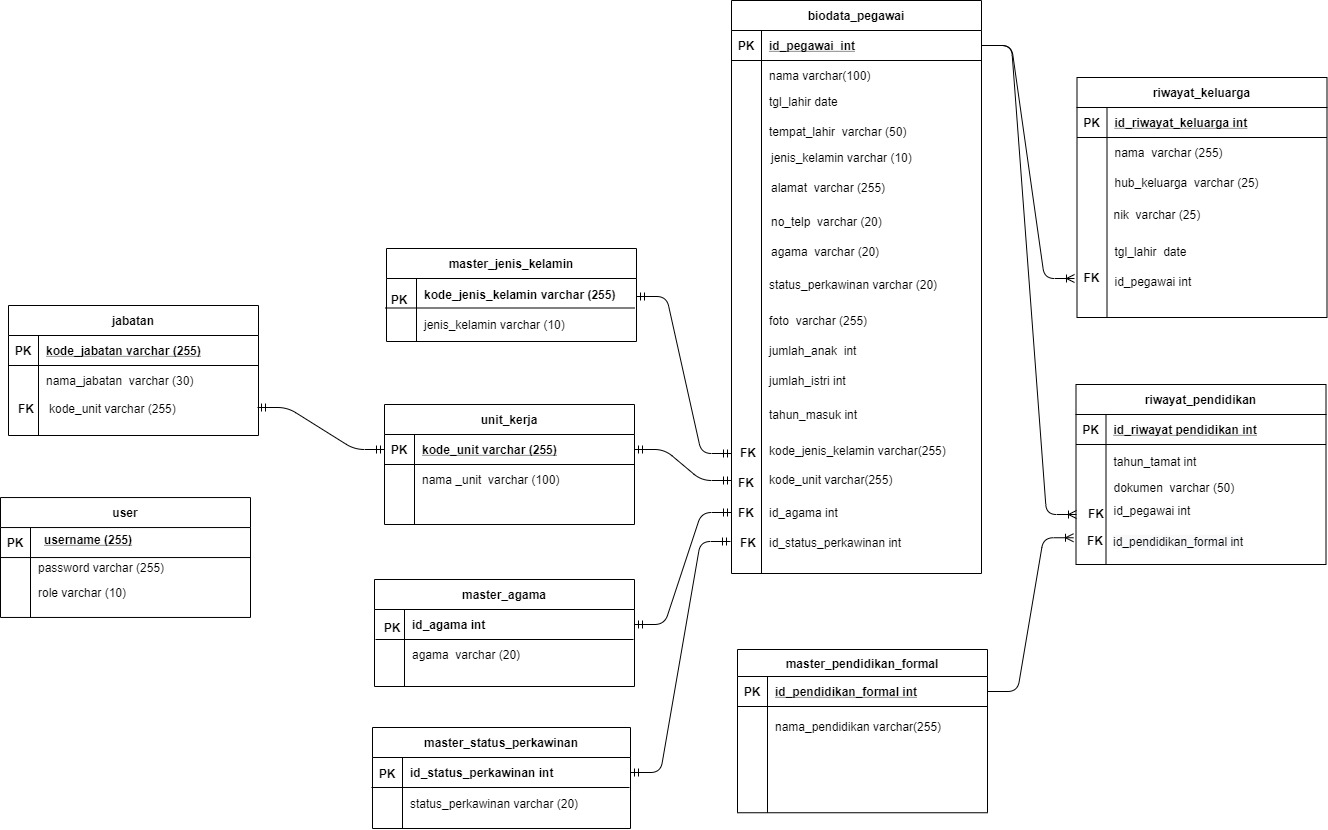 biodata_pegawai
PK id_pegawai int
nama varchar(100)
tgl_lahir date
tempat_lahir varchar (50)
jenis_kelamin varchar (10)
alamat varchar (255)
no_telp varchar (20)
agama varchar (20)
status_perkawinan varchar (20)
foto varchar (255)
jumlah_anak int
jumlah_istri int
tahun_masuk int
FK kode_jenis_kelamin varchar(255)
FK kode_unit varchar(255)
FK id_agama int
FK id_status_perkawinan int
riwayat_keluarga
PK id_riwayat_keluarga int
nama varchar (255)
hub_keluarga varchar (25)
nik varchar (25)
tgl_lahir date
FK id_pegawai int
master_jenis_kelamin
PK kode_jenis_kelamin varchar (255)
jenis_kelamin varchar (10)
jabatan
PK kode_jabatan varchar (255)
nama_jabatan varchar (30)
FK kode_unit varchar (255)
unit_kerja
PK kode_unit varchar (255)
nama _unit varchar (100)
riwayat_pendidikan
PK id_riwayat pendidikan int
tahun_tamat int
dokumen varchar (50)
FK id_pegawai int
FK id_pendidikan_formal int
user
PK username (255)
password varchar (255)
role varchar (10)
master_agama
PK id_agama int
agama varchar (20)
master_pendidikan_formal
PK id_pendidikan_formal int
nama_pendidikan varchar(255)
master_status_perkawinan
PK id_status_perkawinan int
status_perkawinan varchar (20)